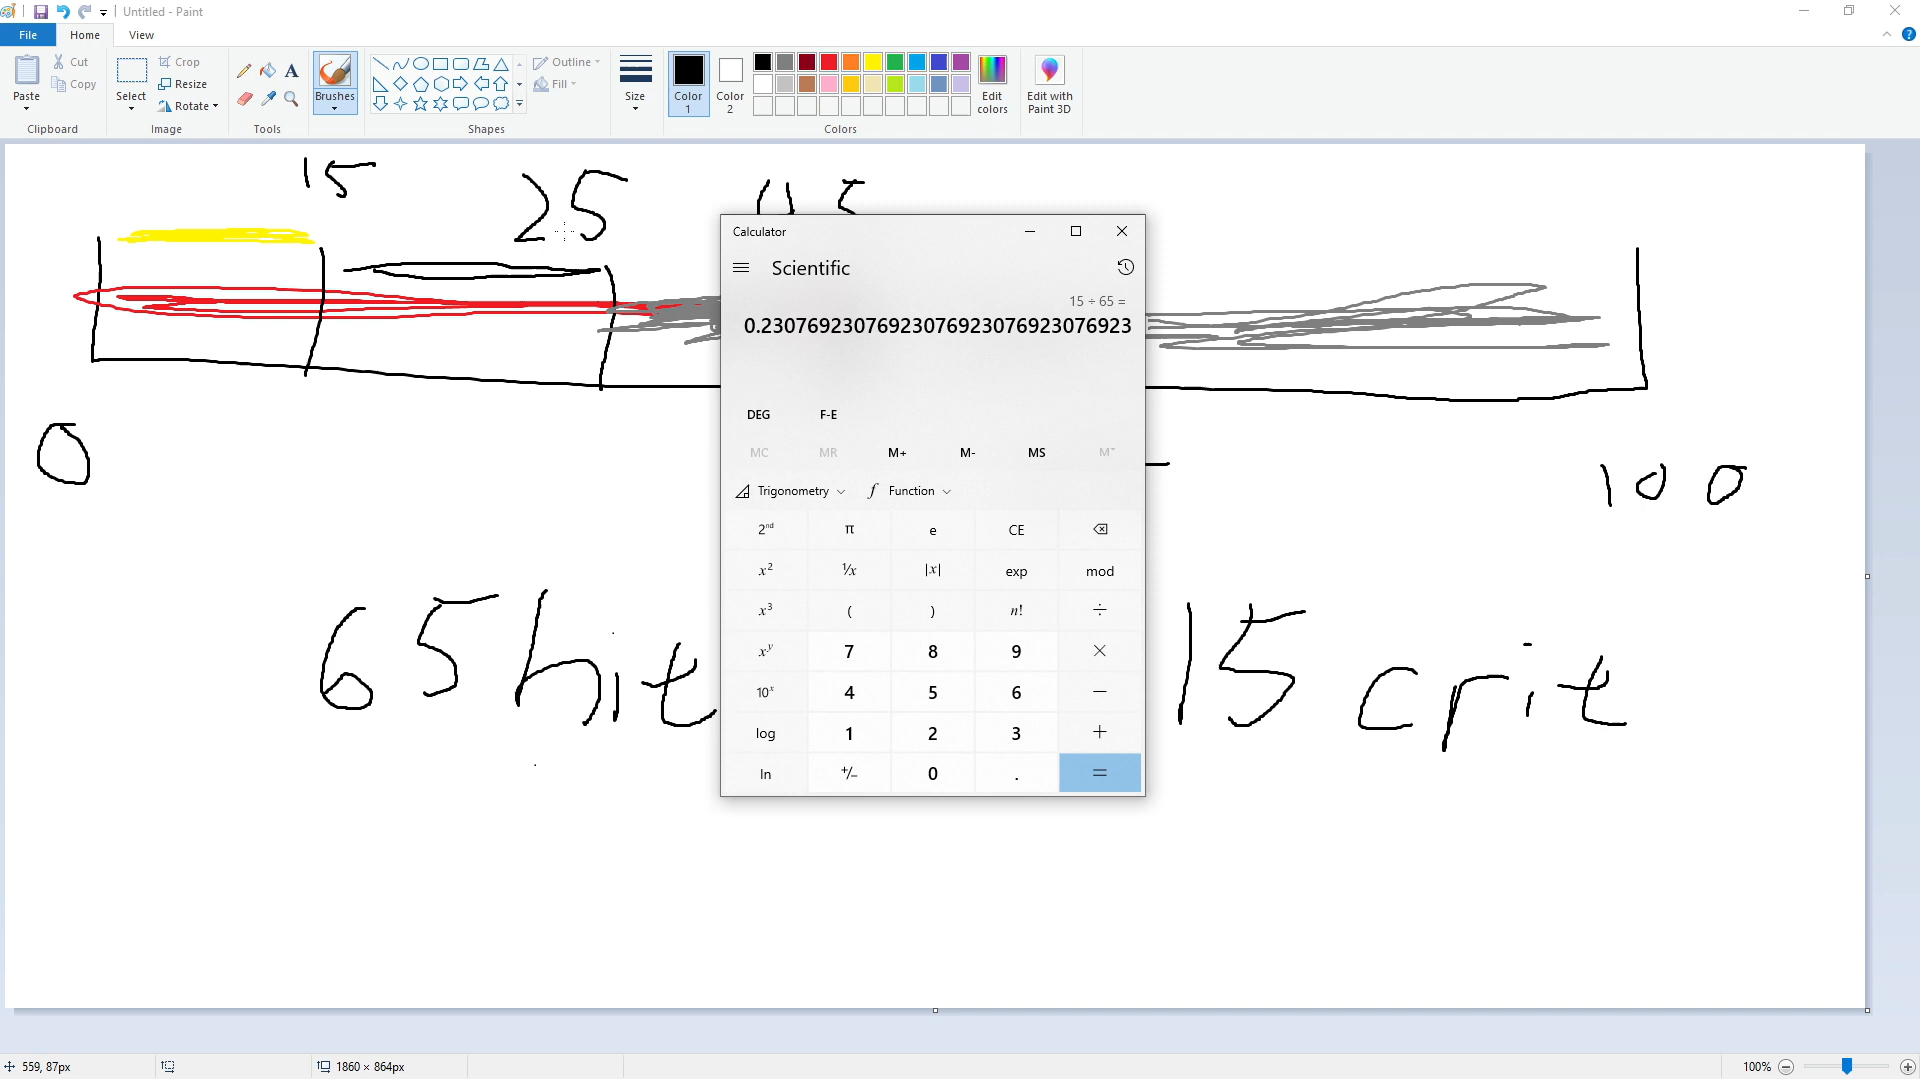 Untitled - Paint
File Home View
Paste Cut Copy Clipboard
Select Crop Resize Rotate Image
A Tools
Brushes
Outline Fill Shapes
Size
Color 1 Color 2 Edit colors Colors
Edit with Paint 3D
15 25
Calculator
Scientific
15 ÷ 65 =
0.23076923076923076923076923076923
DEG F-E
MC MR M+ M- MS M˅
Trigonometry Function
2ⁿᵈ π e CE
x² ¹/x |x| exp mod
x³ ( ) n! ÷
xʸ 7 8 9 ×
10ˣ 4 5 6 −
log 1 2 3 +
ln +/− 0 . =
0 100
65 hit 15 crit
559, 87px 1860 × 864px 100%